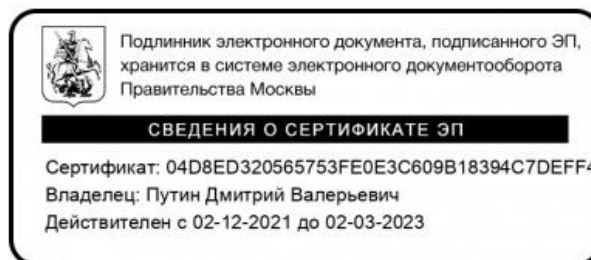 Подлинник электронного документа, подписанного ЭП,
хранится в системе электронного документооборота
Правительства Москвы
СВЕДЕНИЯ О СЕРТИФИКАТЕ ЭП
Сертификат: 04D8ED320565753FE0E3C609B18394C7DEFF4
Владелец: Путин Дмитрий Валерьевич
Действителен с 02-12-2021 до 02-03-2023